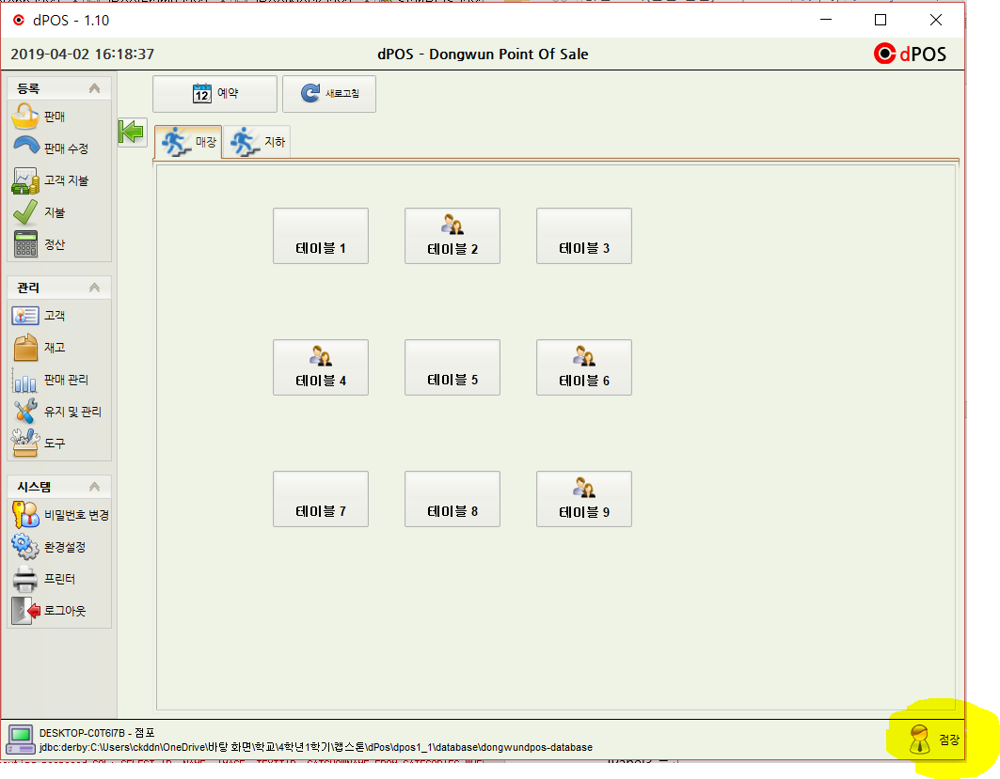 dPOS - 1.10
2019-04-02 16:18:37
dPOS - Dongwun Point Of Sale
dPOS
등록
판매
판매 수정
고객 지불
지불
정산
관리
고객
재고
판매 관리
유지 및 관리
도구
시스템
비밀번호 변경
환경설정
프린터
로그아웃
12 예약
새로고침
매장
지하
테이블 1
테이블 2
테이블 3
테이블 4
테이블 5
테이블 6
테이블 7
테이블 8
테이블 9
DESKTOP-C0T6I7B - 점포
jdbc:derby:C:\Users\ckddn\OneDrive\바탕 화면\학교\4학년1학기\캡스톤\dPos\dpos1_1\database\dongwundpos-database
점장